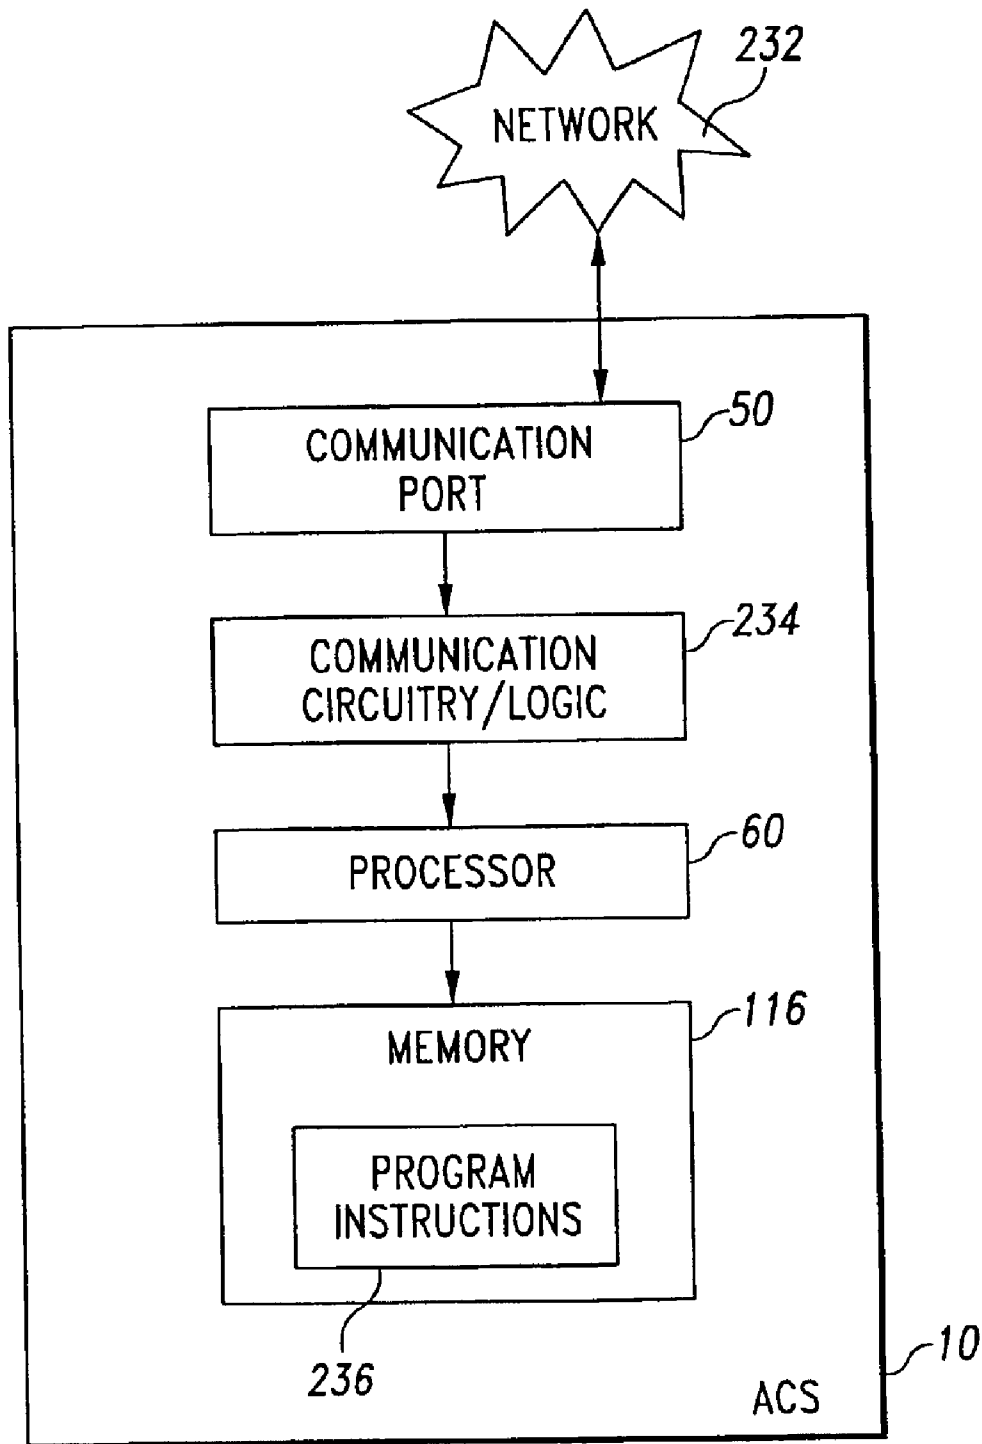 232
NETWORK
50
COMMUNICATION
PORT
234
COMMUNICATION
CIRCUITRY/LOGIC
60
PROCESSOR
116
MEMORY
PROGRAM
INSTRUCTIONS
236
10
ACS